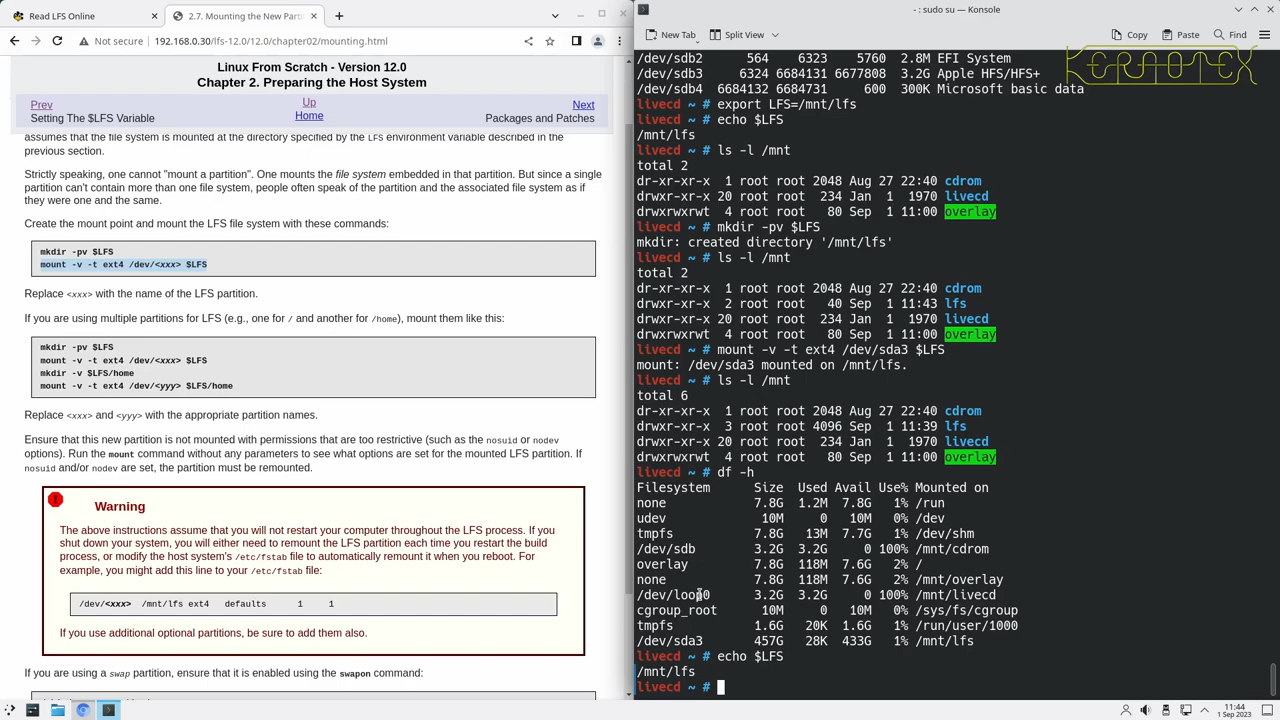 Read LFS Online
2.7. Mounting the New Parti
Not secure
192.168.0.30/lfs-12.0/12.0/chapter02/mounting.html
Linux From Scratch - Version 12.0
Chapter 2. Preparing the Host System
Prev
Up
Next
Setting The $LFS Variable
Home
Packages and Patches
assumes that the file system is mounted at the directory specified by the LFS environment variable described in the
previous section.
Strictly speaking, one cannot "mount a partition". One mounts the file system embedded in that partition. But since a single
partition can't contain more than one file system, people often speak of the partition and the associated file system as if
they were one and the same.
Create the mount point and mount the LFS file system with these commands:
mkdir -pv $LFS
mount -v -t ext4 /dev/<xxx> $LFS
Replace <xxx> with the name of the LFS partition.
If you are using multiple partitions for LFS (e.g., one for / and another for /home), mount them like this:
mkdir -pv $LFS
mount -v -t ext4 /dev/<xxx> $LFS
mkdir -v $LFS/home
mount -v -t ext4 /dev/<yyy> $LFS/home
Replace <xxx> and <yyy> with the appropriate partition names.
Ensure that this new partition is not mounted with permissions that are too restrictive (such as the nosuid or nodev
options). Run the mount command without any parameters to see what options are set for the mounted LFS partition. If
nosuid and/or nodev are set, the partition must be remounted.
Warning
The above instructions assume that you will not restart your computer throughout the LFS process. If you
shut down your system, you will either need to remount the LFS partition each time you restart the build
process, or modify the host system's /etc/fstab file to automatically remount it when you reboot. For
example, you might add this line to your /etc/fstab file:
/dev/<xxx>  /mnt/lfs ext4   defaults      1     1
If you use additional optional partitions, be sure to add them also.
If you are using a swap partition, ensure that it is enabled using the swapon command:
- : sudo su — Konsole
New Tab
Split View
Copy
Paste
Find
KERNOTEX
/dev/sdb2      564    6323    5760  2.8M EFI System
/dev/sdb3     6324 6684131 6677808  3.2G Apple HFS/HFS+
/dev/sdb4  6684132 6684731     600  300K Microsoft basic data
livecd ~ # export LFS=/mnt/lfs
livecd ~ # echo $LFS
/mnt/lfs
livecd ~ # ls -l /mnt
total 2
dr-xr-xr-x  1 root root 2048 Aug 27 22:40 cdrom
drwxr-xr-x 20 root root  234 Jan  1  1970 livecd
drwxrwxrwt  4 root root   80 Sep  1 11:00 overlay
livecd ~ # mkdir -pv $LFS
mkdir: created directory '/mnt/lfs'
livecd ~ # ls -l /mnt
total 2
dr-xr-xr-x  1 root root 2048 Aug 27 22:40 cdrom
drwxr-xr-x  2 root root   40 Sep  1 11:43 lfs
drwxr-xr-x 20 root root  234 Jan  1  1970 livecd
drwxrwxrwt  4 root root   80 Sep  1 11:00 overlay
livecd ~ # mount -v -t ext4 /dev/sda3 $LFS
mount: /dev/sda3 mounted on /mnt/lfs.
livecd ~ # ls -l /mnt
total 6
dr-xr-xr-x  1 root root 2048 Aug 27 22:40 cdrom
drwxr-xr-x  3 root root 4096 Sep  1 11:39 lfs
drwxr-xr-x 20 root root  234 Jan  1  1970 livecd
drwxrwxrwt  4 root root   80 Sep  1 11:00 overlay
livecd ~ # df -h
Filesystem      Size  Used Avail Use% Mounted on
none            7.8G  1.2M  7.8G   1% /run
udev             10M     0   10M   0% /dev
tmpfs           7.8G   13M  7.7G   1% /dev/shm
/dev/sdb        3.2G  3.2G     0 100% /mnt/cdrom
overlay         7.8G  118M  7.6G   2% /
none            7.8G  118M  7.6G   2% /mnt/overlay
/dev/loop0      3.2G  3.2G     0 100% /mnt/livecd
cgroup_root      10M     0   10M   0% /sys/fs/cgroup
tmpfs           1.6G   20K  1.6G   1% /run/user/1000
/dev/sda3       457G   28K  433G   1% /mnt/lfs
livecd ~ # echo $LFS
/mnt/lfs
livecd ~ #
11:44
1 Sep 2023